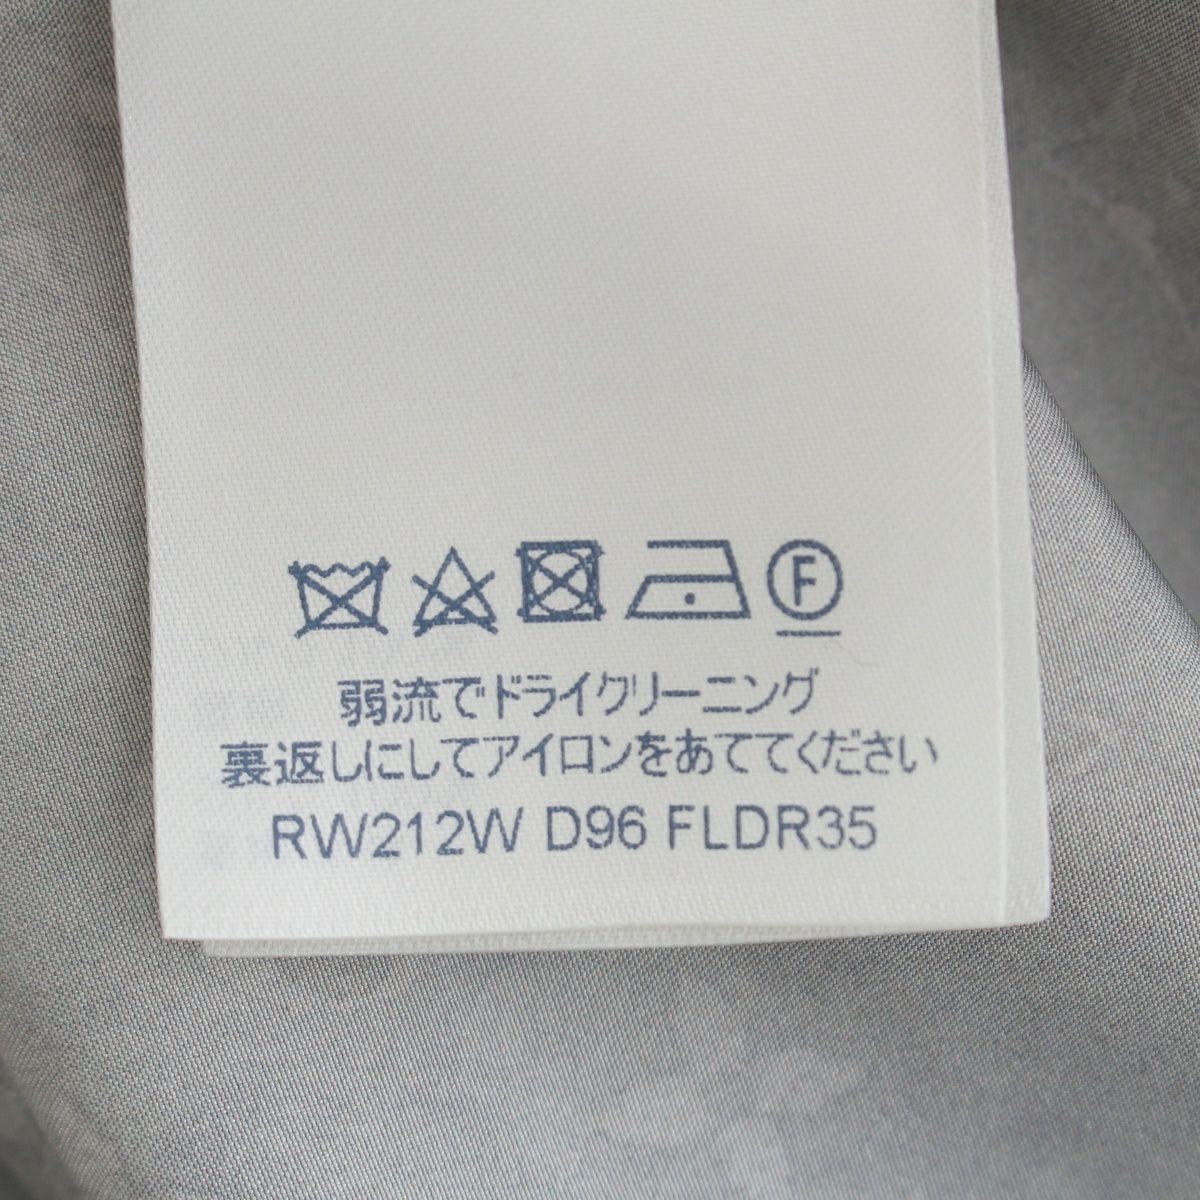 F
弱流でドライクリーニング
裏返しにしてアイロンをあててください
RW212W D96 FLDR35